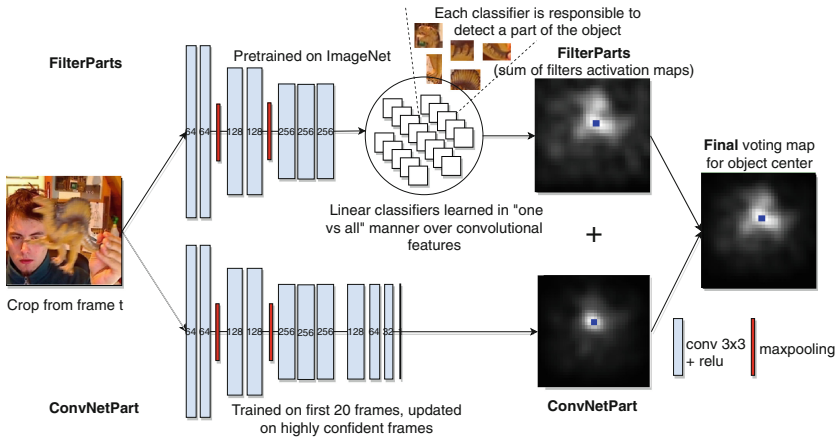 Each classifier is responsible to
detect a part of the object
FilterParts
Pretrained on ImageNet
FilterParts
(sum of filters activation maps)
64 64 128 128 256 256 256
Final voting map
for object center
Linear classifiers learned in "one
vs all" manner over convolutional
features
+
Crop from frame t
64 64 128 128 256 256 256 128 64 32
conv 3x3
+ relu
maxpooling
ConvNetPart
Trained on first 20 frames, updated
on highly confident frames
ConvNetPart